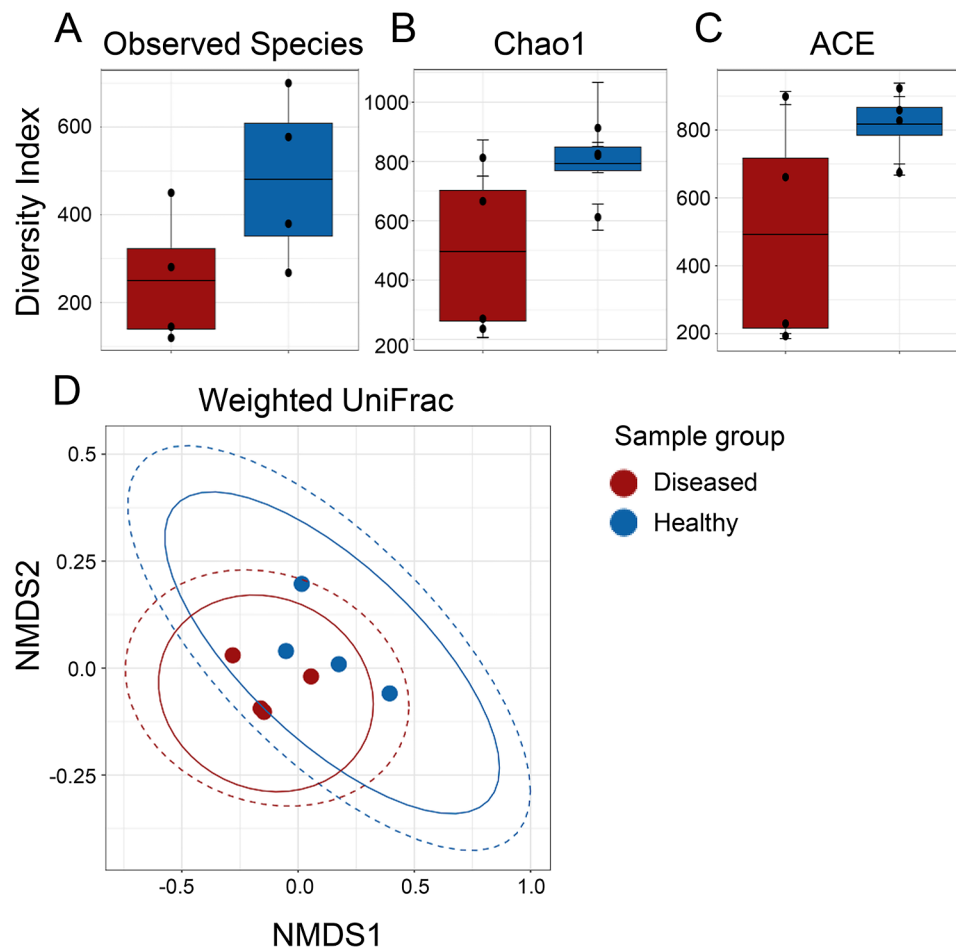 A
Observed Species
B
Chao1
C
ACE
Diversity Index
600
400
200
1000
800
600
400
200
800
600
400
200
D
Weighted UniFrac
NMDS2
0.5
0.25
0.0
-0.25
-0.5
0.0
0.5
1.0
NMDS1
Sample group
Diseased
Healthy